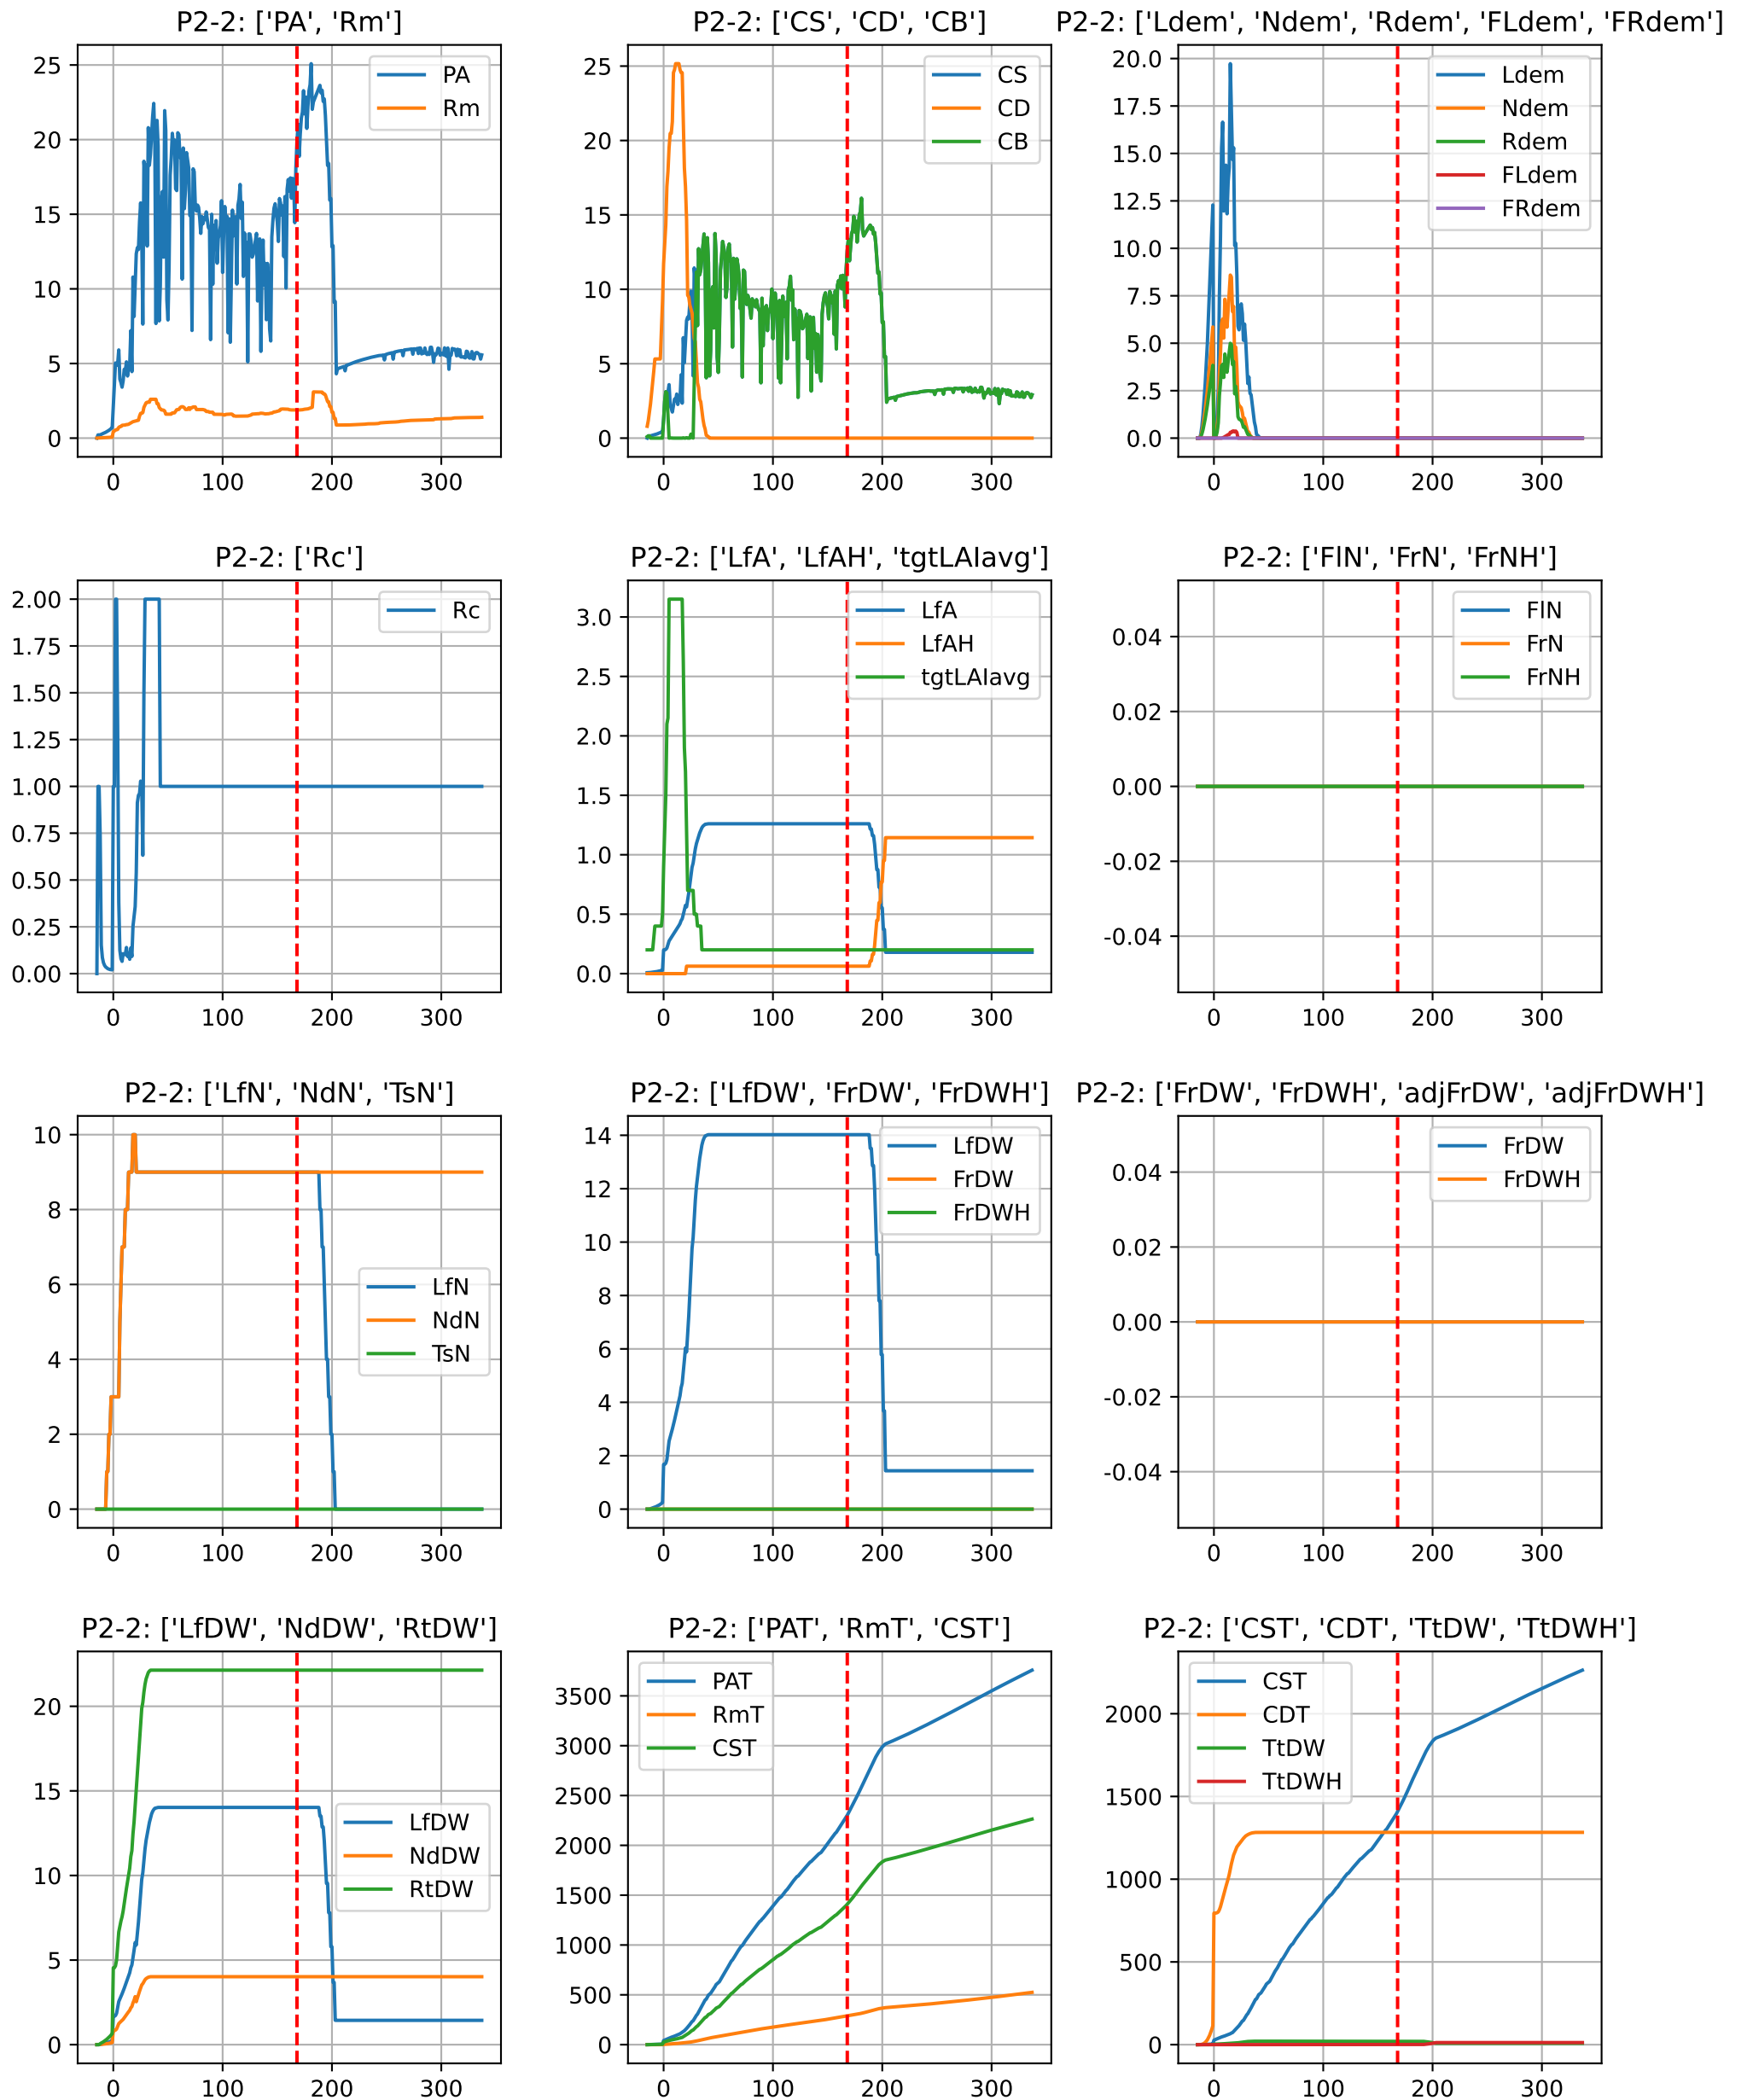 P2-2: ['PA', 'Rm']
25
20
15
10
5
0
0 100 200 300
PA
Rm
P2-2: ['CS', 'CD', 'CB']
25
20
15
10
5
0
0 100 200 300
CS
CD
CB
P2-2: ['Ldem', 'Ndem', 'Rdem', 'FLdem', 'FRdem']
20.0
17.5
15.0
12.5
10.0
7.5
5.0
2.5
0.0
0 100 200 300
Ldem
Ndem
Rdem
FLdem
FRdem
P2-2: ['Rc']
2.00
1.75
1.50
1.25
1.00
0.75
0.50
0.25
0.00
0 100 200 300
Rc
P2-2: ['LfA', 'LfAH', 'tgtLAIavg']
3.0
2.5
2.0
1.5
1.0
0.5
0.0
0 100 200 300
LfA
LfAH
tgtLAIavg
P2-2: ['FlN', 'FrN', 'FrNH']
0.04
0.02
0.00
-0.02
-0.04
0 100 200 300
FlN
FrN
FrNH
P2-2: ['LfN', 'NdN', 'TsN']
10
8
6
4
2
0
0 100 200 300
LfN
NdN
TsN
P2-2: ['LfDW', 'FrDW', 'FrDWH']
14
12
10
8
6
4
2
0
0 100 200 300
LfDW
FrDW
FrDWH
P2-2: ['FrDW', 'FrDWH', 'adjFrDW', 'adjFrDWH']
0.04
0.02
0.00
-0.02
-0.04
0 100 200 300
FrDW
FrDWH
P2-2: ['LfDW', 'NdDW', 'RtDW']
20
15
10
5
0
0 100 200 300
LfDW
NdDW
RtDW
P2-2: ['PAT', 'RmT', 'CST']
3500
3000
2500
2000
1500
1000
500
0
0 100 200 300
PAT
RmT
CST
P2-2: ['CST', 'CDT', 'TtDW', 'TtDWH']
2000
1500
1000
500
0
0 100 200 300
CST
CDT
TtDW
TtDWH